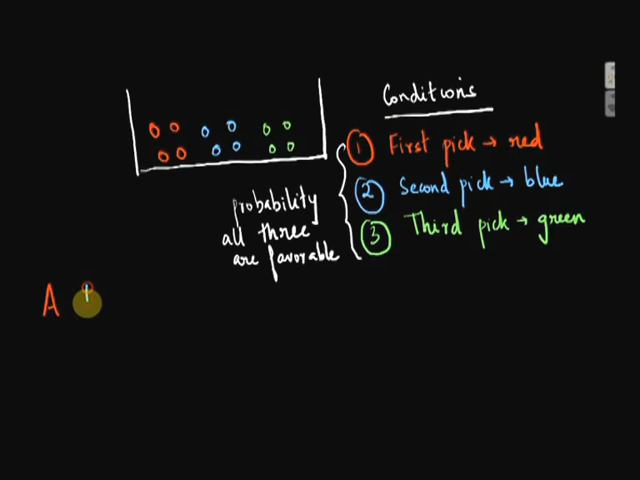 Conditions
① First pick → red
② Second pick → blue
③ Third pick → green
probability
all three
are favorable
A